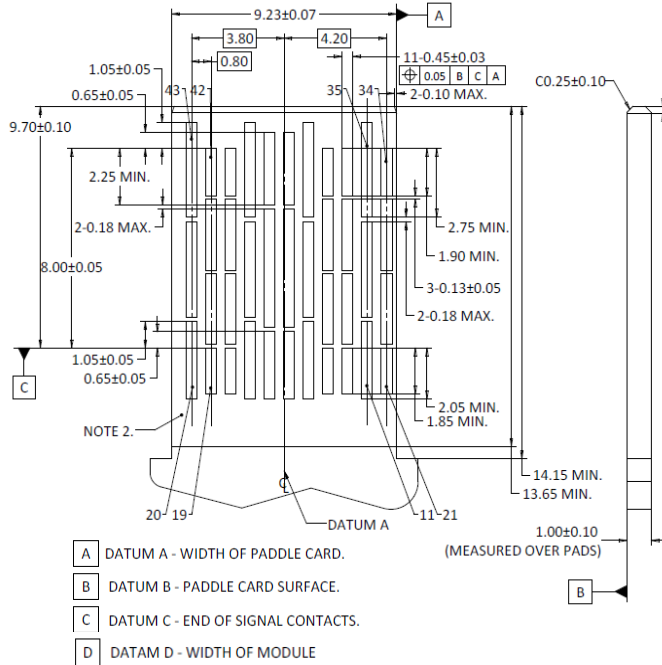 9.23±0.07
A
3.80
4.20
0.80
11-0.45±0.03
⌖ 0.05 B C A
2-0.10 MAX.
C0.25±0.10
1.05±0.05
0.65±0.05
43
42
35
34
9.70±0.10
2.25 MIN.
2-0.18 MAX.
8.00±0.05
2.75 MIN.
1.90 MIN.
3-0.13±0.05
2-0.18 MAX.
1.05±0.05
0.65±0.05
C
2.05 MIN.
1.85 MIN.
NOTE 2.
14.15 MIN.
13.65 MIN.
℄
20
19
DATUM A
11
21
1.00±0.10
(MEASURED OVER PADS)
B
A DATUM A - WIDTH OF PADDLE CARD.
B DATUM B - PADDLE CARD SURFACE.
C DATUM C - END OF SIGNAL CONTACTS.
D DATAM D - WIDTH OF MODULE